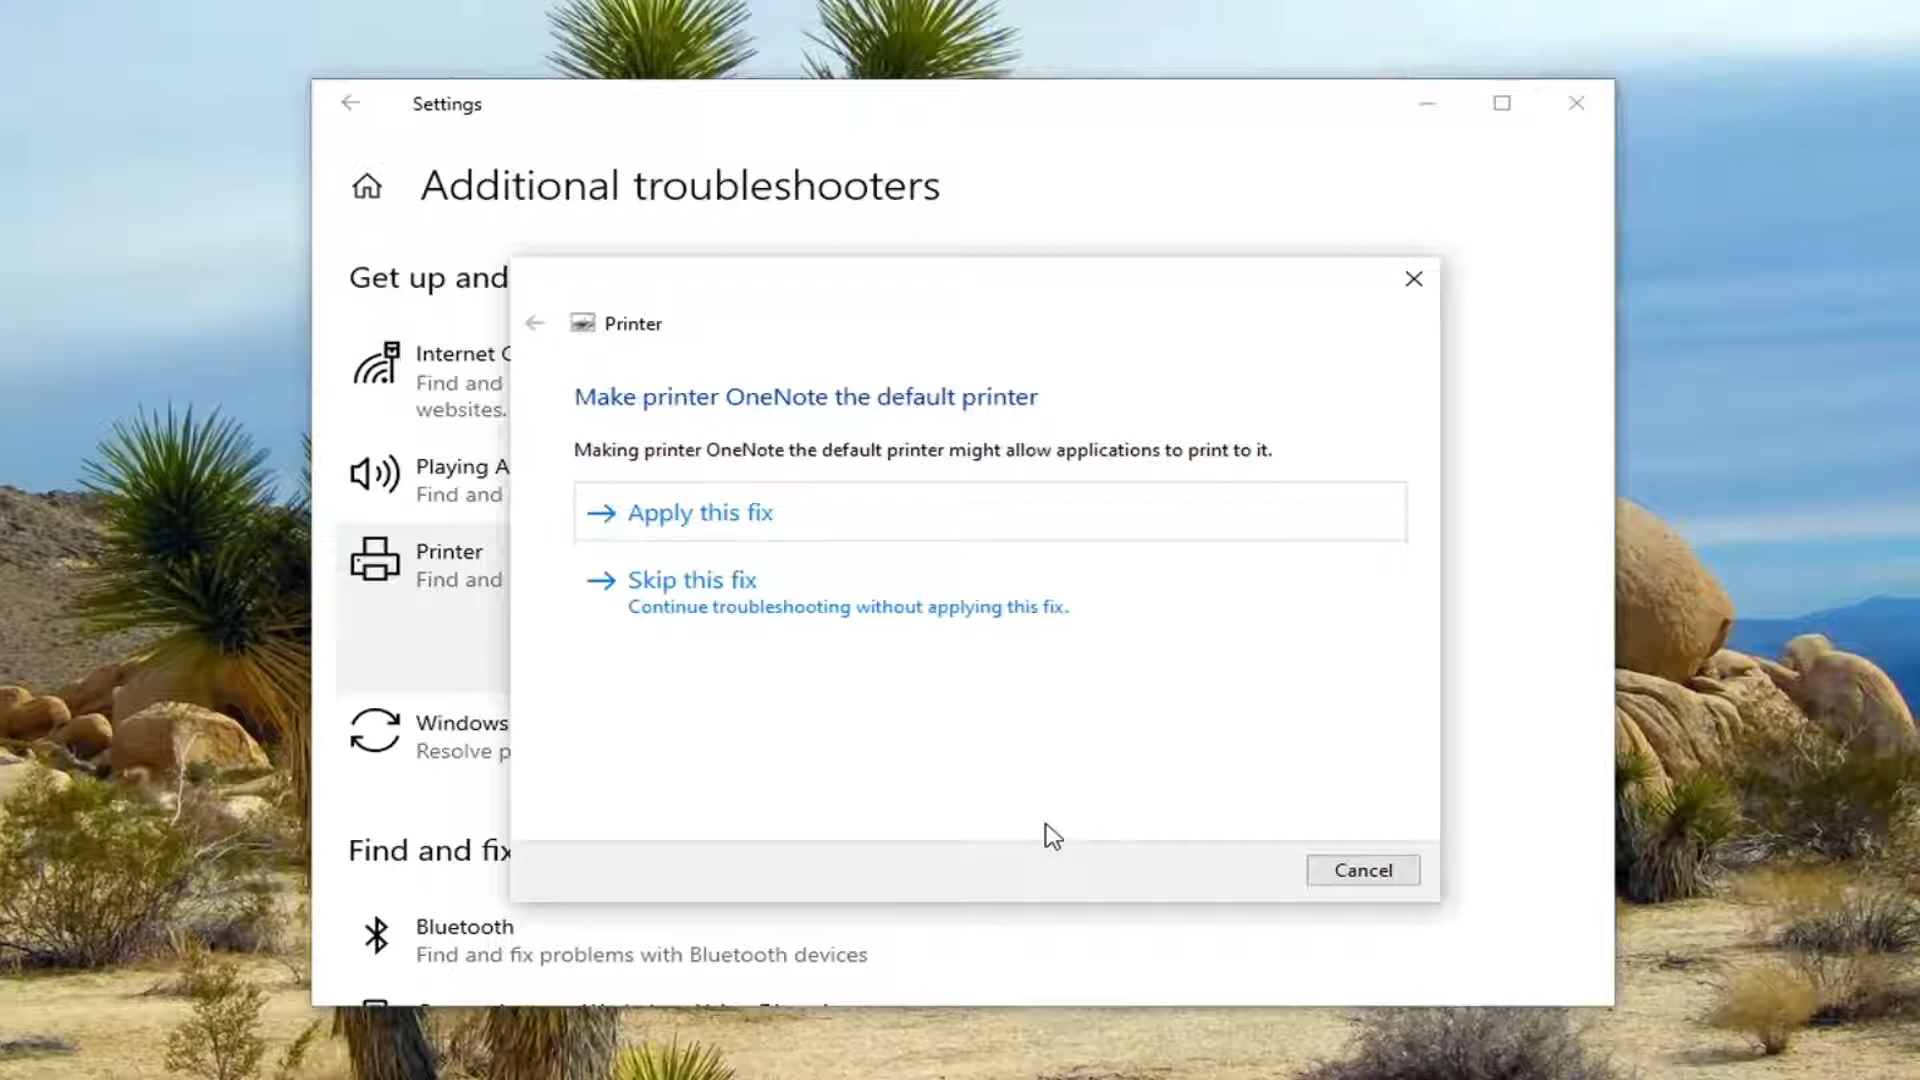 Settings
Additional troubleshooters
Get up and
Internet
Find and
websites.
Playing A
Find and
Printer
Find and
Windows
Resolve p
Find and fix
Bluetooth
Find and fix problems with Bluetooth devices
Printer
Make printer OneNote the default printer
Making printer OneNote the default printer might allow applications to print to it.
Apply this fix
Skip this fix
Continue troubleshooting without applying this fix.
Cancel